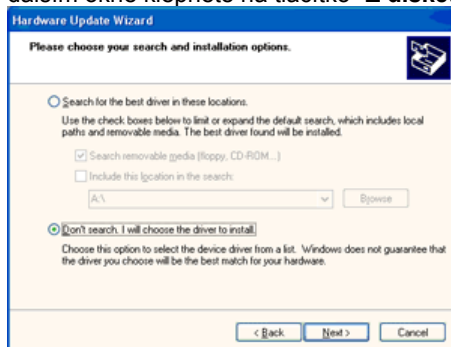 dalším okně klepněte na tlačítko
Hardware Update Wizard
Please choose your search and installation options.
Search for the best driver in these locations.
Use the check boxes below to limit or expand the default search, which includes local
paths and removable media. The best driver found will be installed.
Search removable media (floppy, CD-ROM...)
Include this location in the search:
A:\
Browse
Don't search. I will choose the driver to install.
Choose this option to select the device driver from a list. Windows does not guarantee that
the driver you choose will be the best match for your hardware.
< Back Next > Cancel